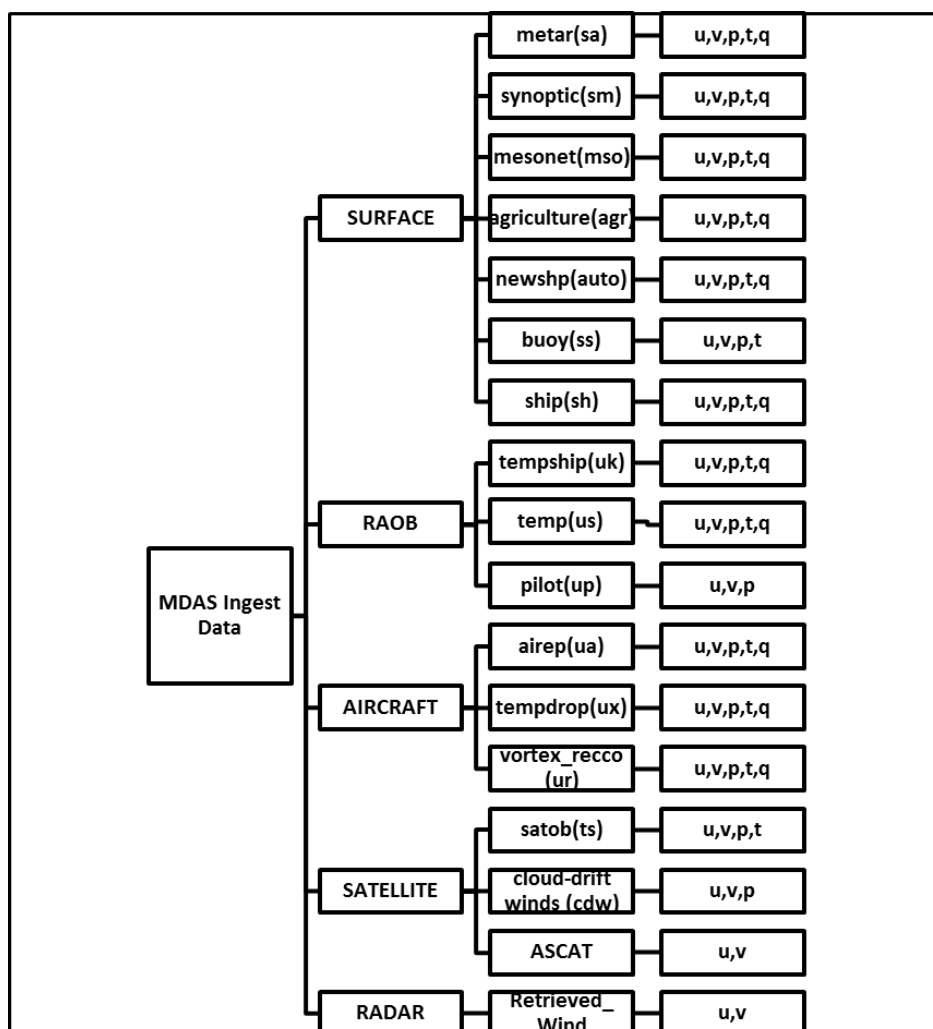 metar(sa)
u,v,p,t,q
synoptic(sm)
u,v,p,t,q
mesonet(mso)
u,v,p,t,q
SURFACE
agriculture(agr)
u,v,p,t,q
newshp(auto)
u,v,p,t,q
buoy(ss)
u,v,p,t
ship(sh)
u,v,p,t,q
tempship(uk)
u,v,p,t,q
RAOB
temp(us)
u,v,p,t,q
pilot(up)
u,v,p
MDAS Ingest
Data
airep(ua)
u,v,p,t,q
AIRCRAFT
tempdrop(ux)
u,v,p,t,q
vortex_recco
(ur)
u,v,p,t,q
satob(ts)
u,v,p,t
SATELLITE
cloud-drift
winds (cdw)
u,v,p
ASCAT
u,v
RADAR
Retrieved_
Wind
u,v